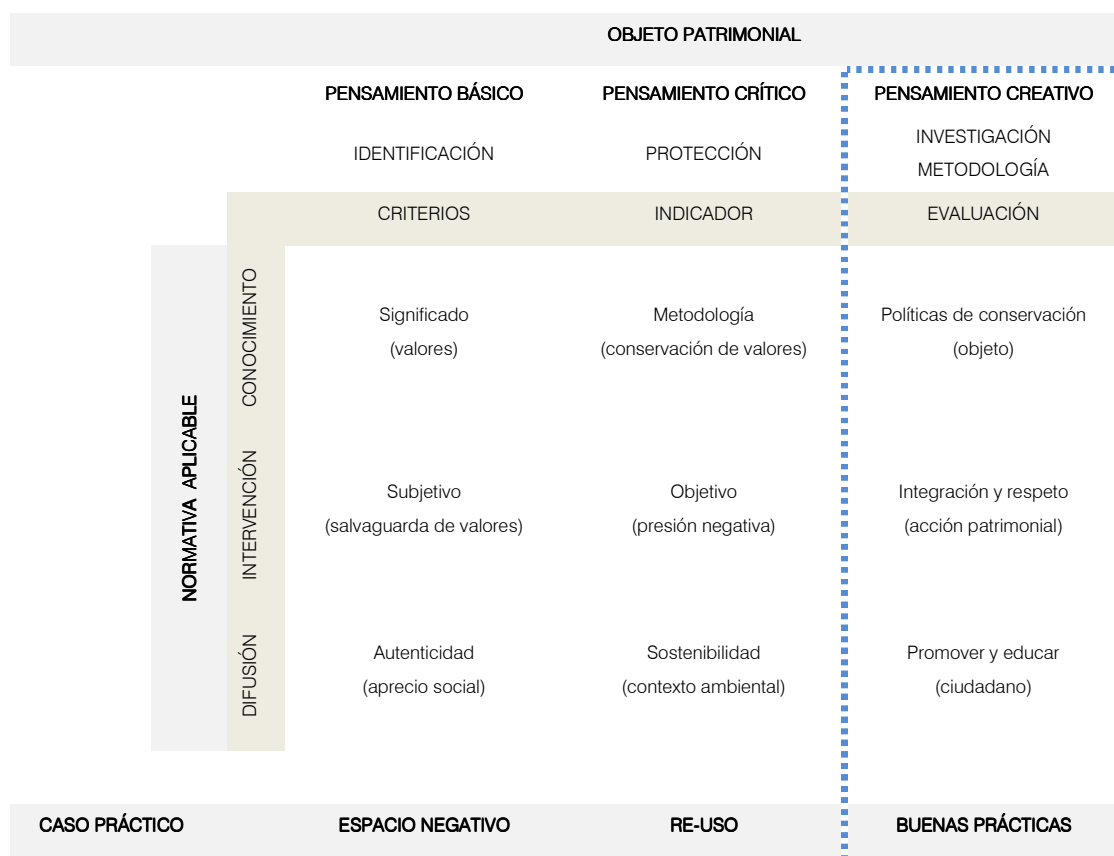 OBJETO PATRIMONIAL
PENSAMIENTO BÁSICO
PENSAMIENTO CRÍTICO
PENSAMIENTO CREATIVO
IDENTIFICACIÓN
PROTECCIÓN
INVESTIGACIÓN
METODOLOGÍA
CRITERIOS
INDICADOR
EVALUACIÓN
NORMATIVA APLICABLE
CONOCIMIENTO
Significado
(valores)
Metodología
(conservación de valores)
Políticas de conservación
(objeto)
INTERVENCIÓN
Subjetivo
(salvaguarda de valores)
Objetivo
(presión negativa)
Integración y respeto
(acción patrimonial)
DIFUSIÓN
Autenticidad
(aprecio social)
Sostenibilidad
(contexto ambiental)
Promover y educar
(ciudadano)
CASO PRÁCTICO
ESPACIO NEGATIVO
RE-USO
BUENAS PRÁCTICAS